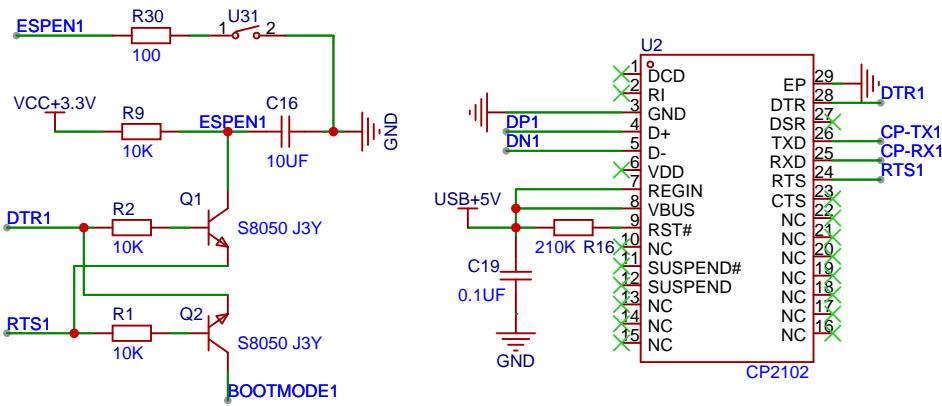 ESPEN1
R30
100
U31
1
2
VCC+3.3V
R9
10K
ESPEN1
C16
10UF
GND
DTR1
R2
10K
Q1
S8050 J3Y
RTS1
R1
10K
Q2
S8050 J3Y
BOOTMODE1
U2
1 DCD
2 RI
3 GND
DP1 4 D+
DN1 5 D-
6 VDD
7 REGIN
8 VBUS
9 RST#
10 NC
11 SUSPEND#
12 SUSPEND
13 NC
14 NC
15 NC
USB+5V
210K R16
C19
0.1UF
GND
EP 29
DTR 28 DTR1
DSR 27
TXD 26 CP-TX1
RXD 25 CP-RX1
RTS 24 RTS1
CTS 23
NC 22
NC 21
NC 20
NC 19
NC 18
NC 17
NC 16
CP2102